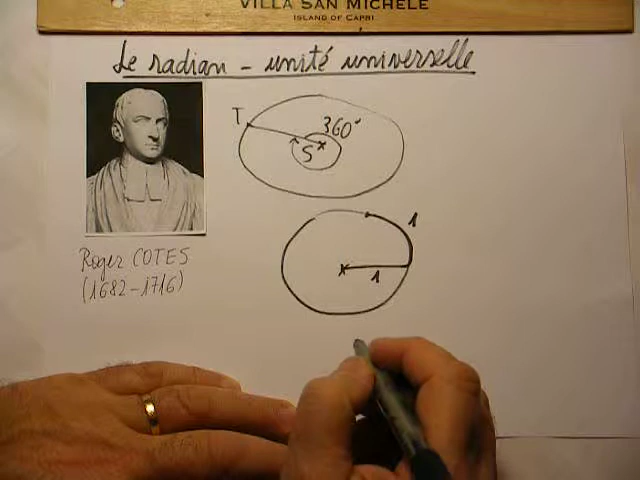 VILLA SAN MICHELE
ISLAND OF CAPRI
Le radian - unité universelle
T
360°
S
1
1
Roger COTES
(1682-1716)